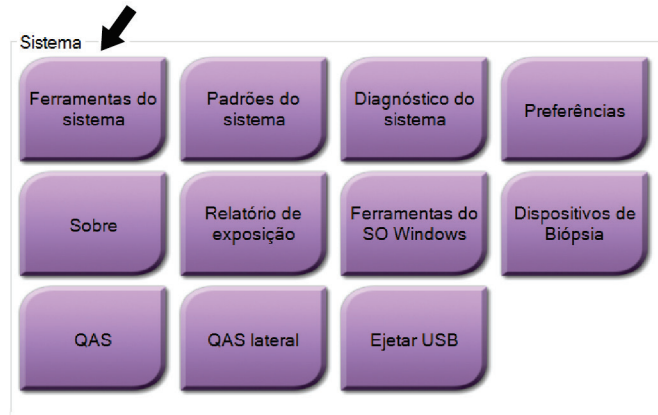 Sistema
Ferramentas do
sistema
Padrões do
sistema
Diagnóstico do
sistema
Preferências
Sobre
Relatório de
exposição
Ferramentas do
SO Windows
Dispositivos de
Biópsia
QAS
QAS lateral
Ejetar USB